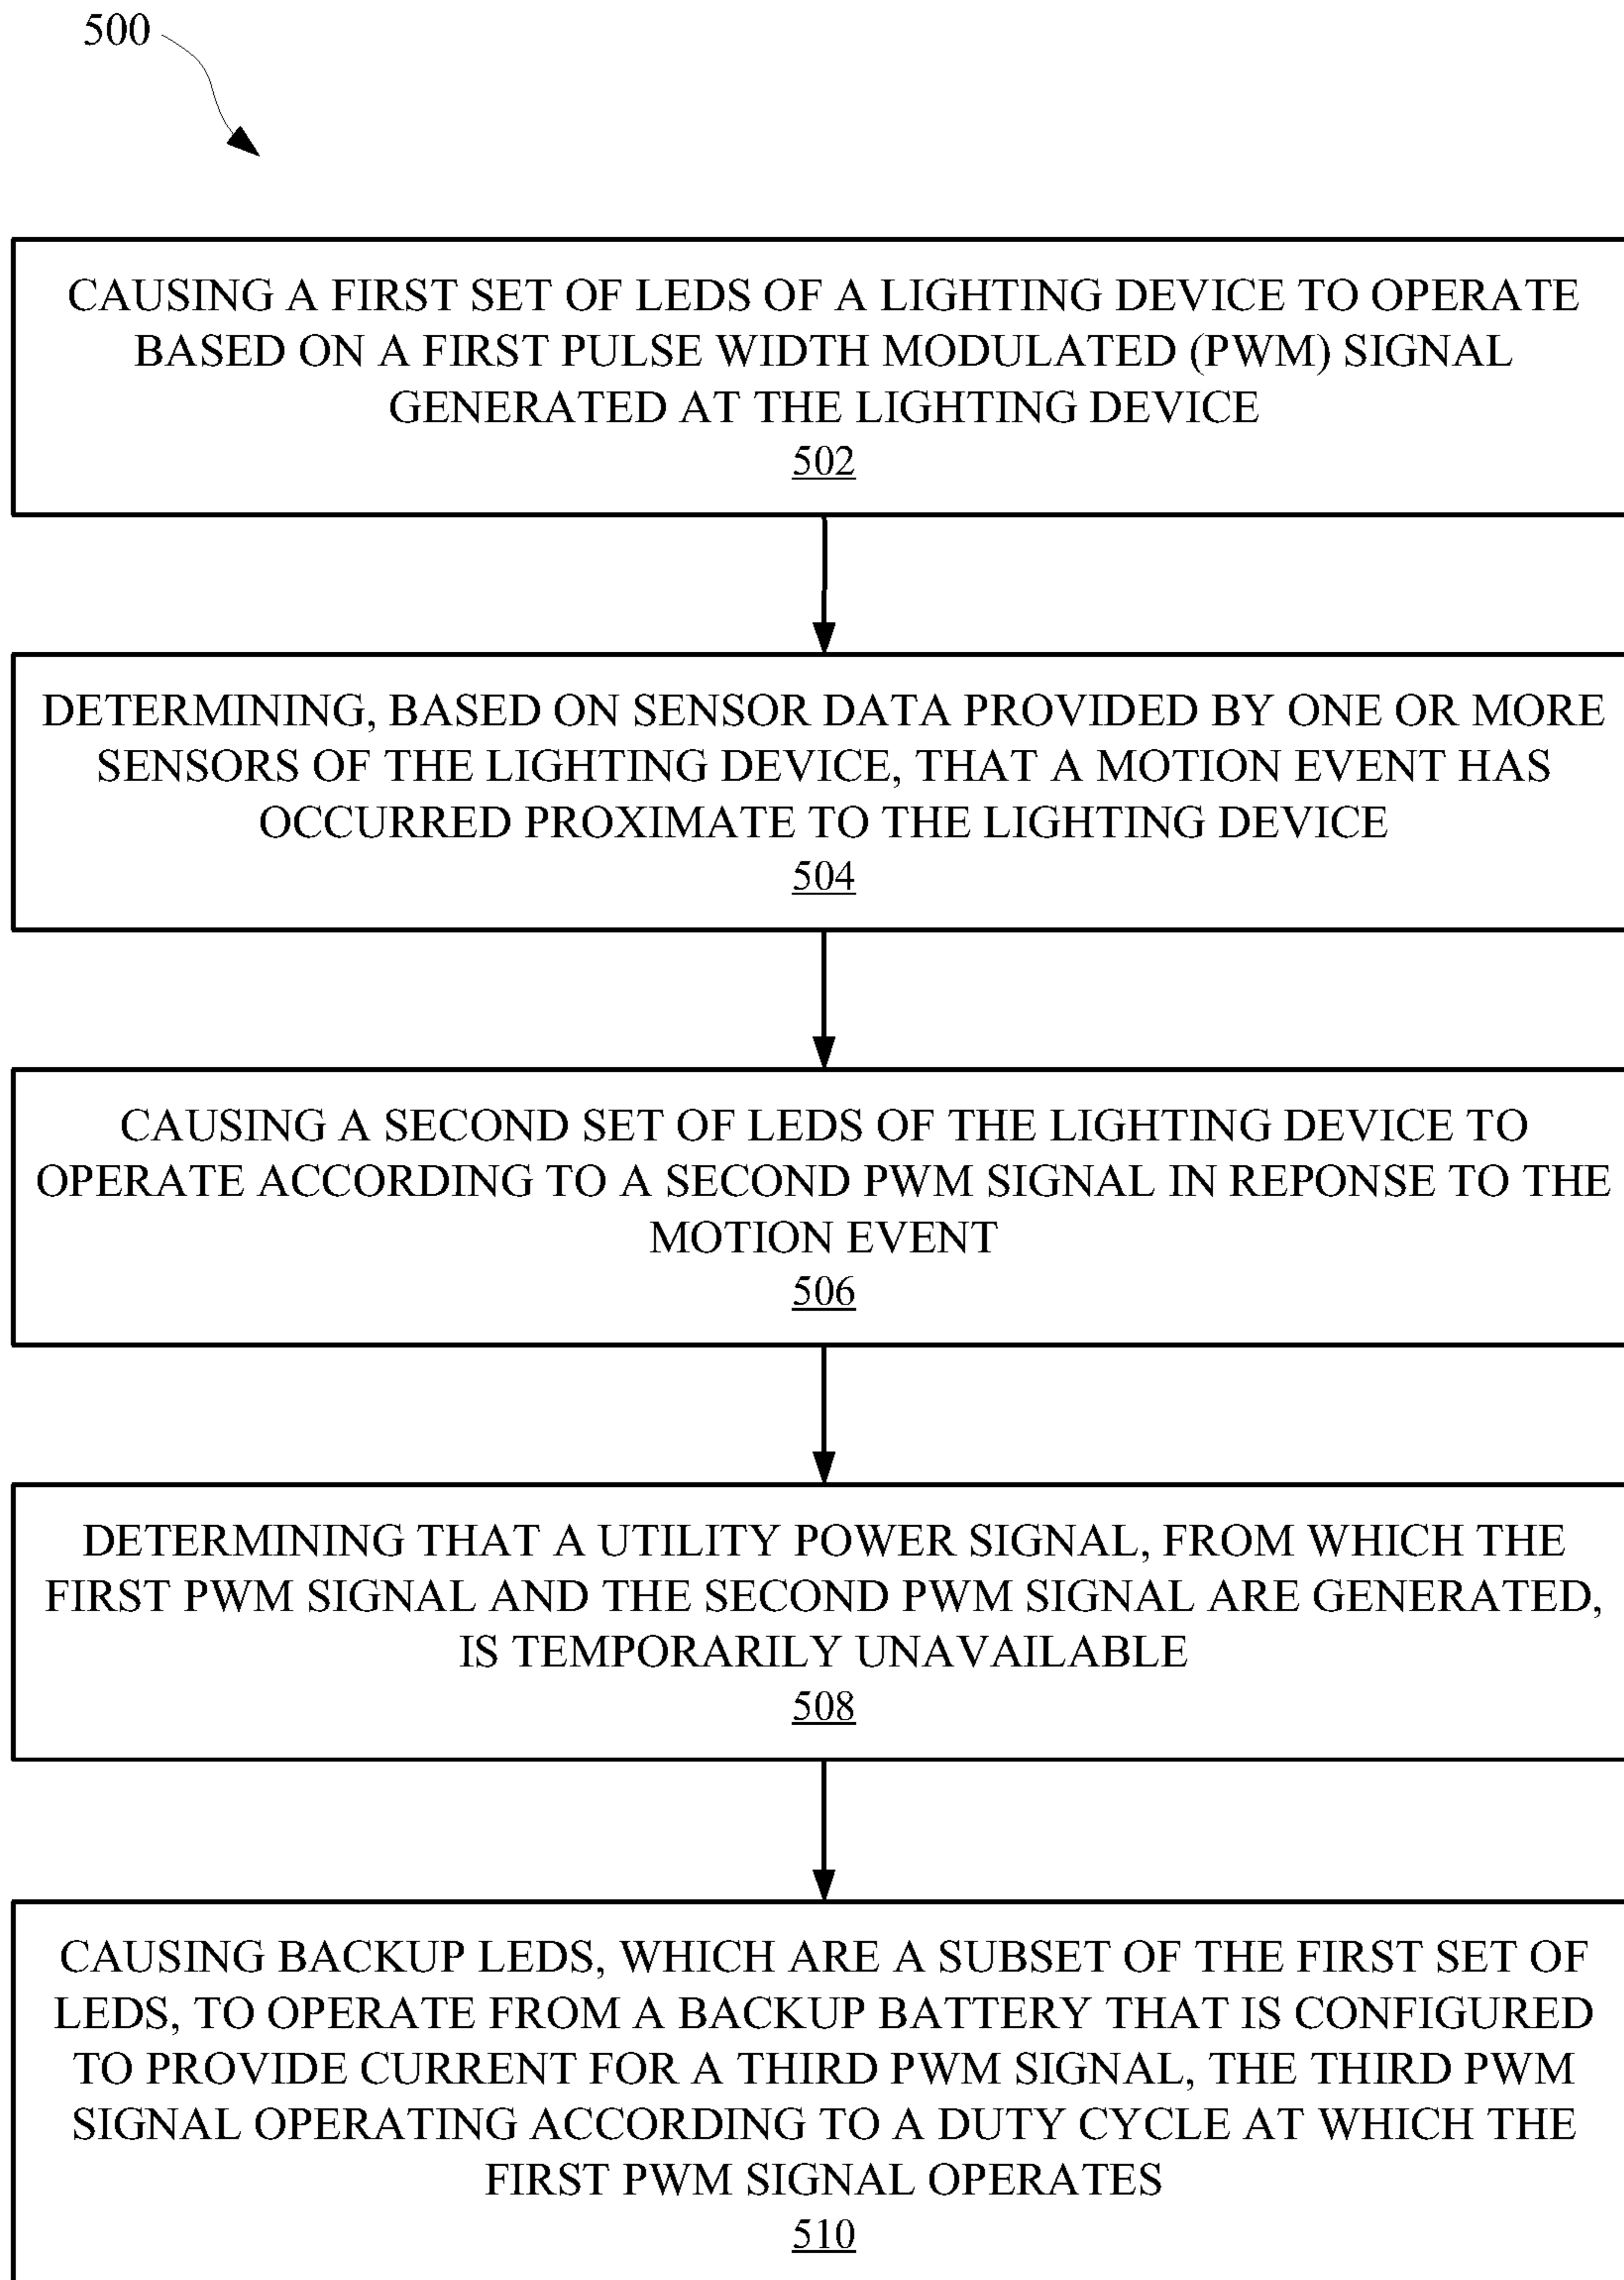 500
CAUSING A FIRST SET OF LEDS OF A LIGHTING DEVICE TO OPERATE
BASED ON A FIRST PULSE WIDTH MODULATED (PWM) SIGNAL
GENERATED AT THE LIGHTING DEVICE
502
DETERMINING, BASED ON SENSOR DATA PROVIDED BY ONE OR MORE
SENSORS OF THE LIGHTING DEVICE, THAT A MOTION EVENT HAS
OCCURRED PROXIMATE TO THE LIGHTING DEVICE
504
CAUSING A SECOND SET OF LEDS OF THE LIGHTING DEVICE TO
OPERATE ACCORDING TO A SECOND PWM SIGNAL IN REPONSE TO THE
MOTION EVENT
506
DETERMINING THAT A UTILITY POWER SIGNAL, FROM WHICH THE
FIRST PWM SIGNAL AND THE SECOND PWM SIGNAL ARE GENERATED,
IS TEMPORARILY UNAVAILABLE
508
CAUSING BACKUP LEDS, WHICH ARE A SUBSET OF THE FIRST SET OF
LEDS, TO OPERATE FROM A BACKUP BATTERY THAT IS CONFIGURED
TO PROVIDE CURRENT FOR A THIRD PWM SIGNAL, THE THIRD PWM
SIGNAL OPERATING ACCORDING TO A DUTY CYCLE AT WHICH THE
FIRST PWM SIGNAL OPERATES
510